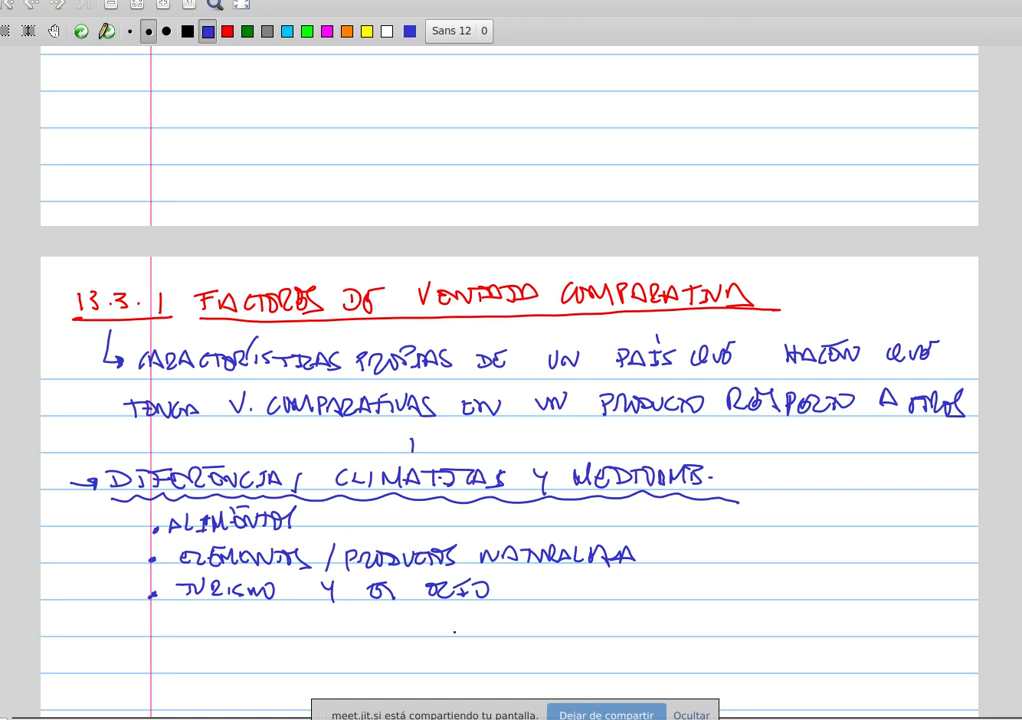 Sans 12 0
13.3.1 FACTORES DE VENTAJA COMPARATIVA
↳ CARACTERÍSTICAS PROPIAS DE UN PAÍS QUE HACEN QUE
TENGA V. COMPARATIVAS EN UN PRODUCTO RESPECTO A OTROS
→ DIFERENCIAS CLIMÁTICAS Y MEDIOAMB.
• ALIMENTOS
• ELEMENTOS / PRODUCTOS NATURALEZA
• TURISMO Y EL OCIO
meet.jit.si está compartiendo tu pantalla. Dejar de compartir Ocultar